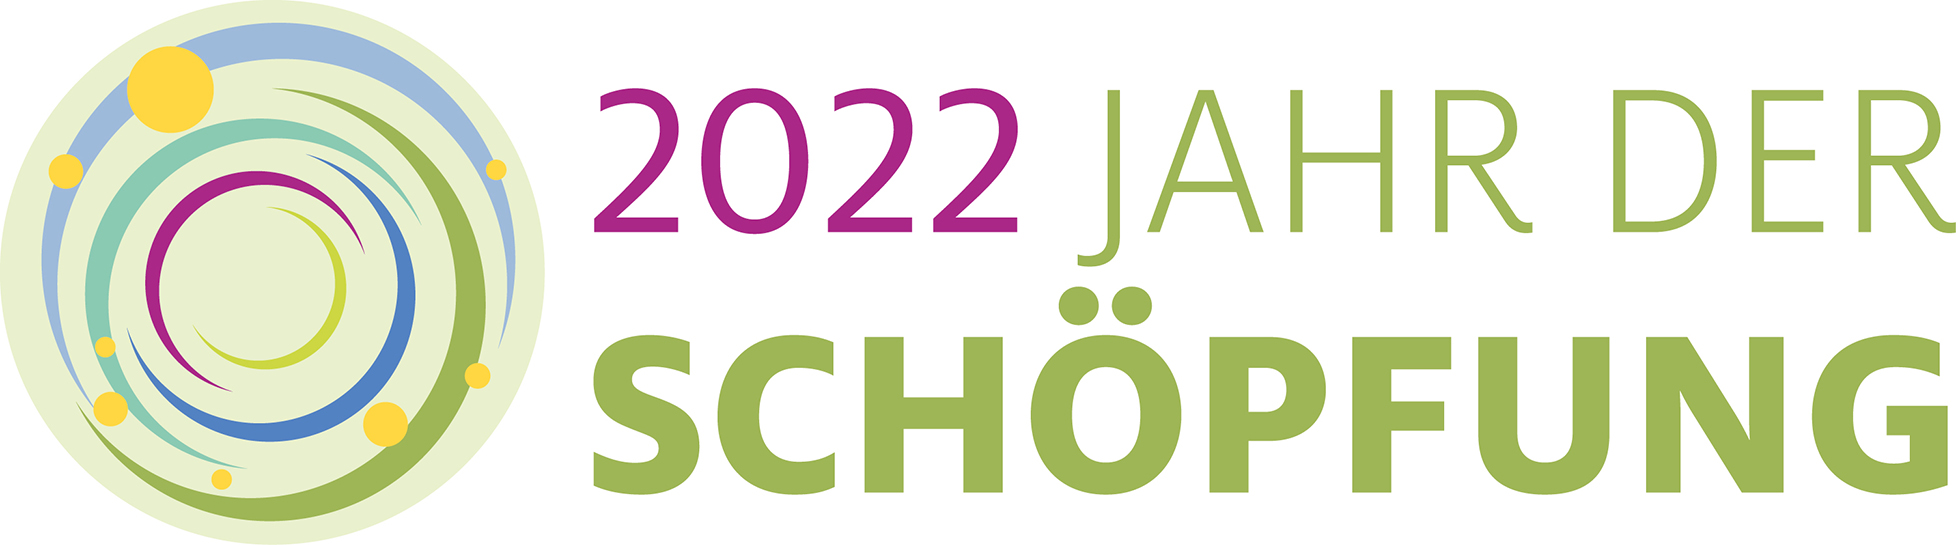 2022 JAHR DER
SCHÖPFUNG